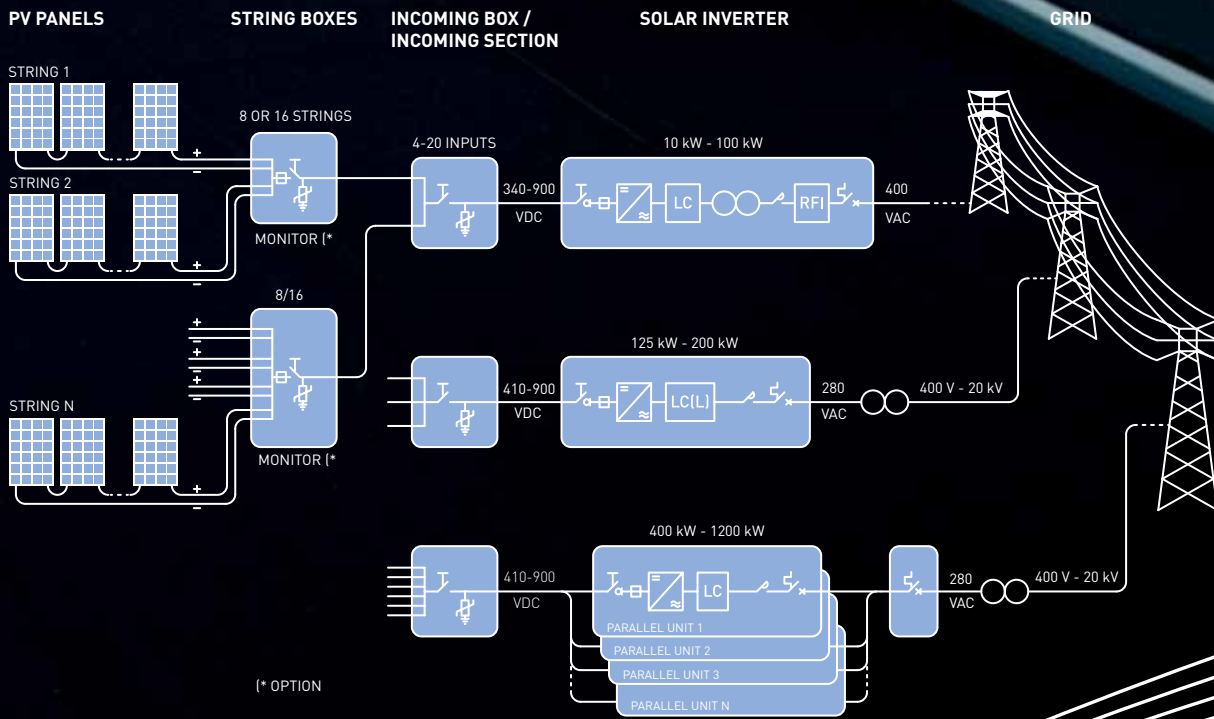 PV PANELS
STRING BOXES
INCOMING BOX /
INCOMING SECTION
SOLAR INVERTER
GRID
STRING 1
8 OR 16 STRINGS
4-20 INPUTS
10 kW - 100 kW
+
−
340-900
VDC
= ≈
LC
RFI
400
VAC
STRING 2
MONITOR (*
+
−
8/16
+
−
+
−
+
−
125 kW - 200 kW
410-900
VDC
= ≈
LC(L)
280
VAC
400 V - 20 kV
STRING N
MONITOR (*
+
−
400 kW - 1200 kW
410-900
VDC
= ≈
LC
280
VAC
400 V - 20 kV
PARALLEL UNIT 1
PARALLEL UNIT 2
PARALLEL UNIT 3
PARALLEL UNIT N
(* OPTION